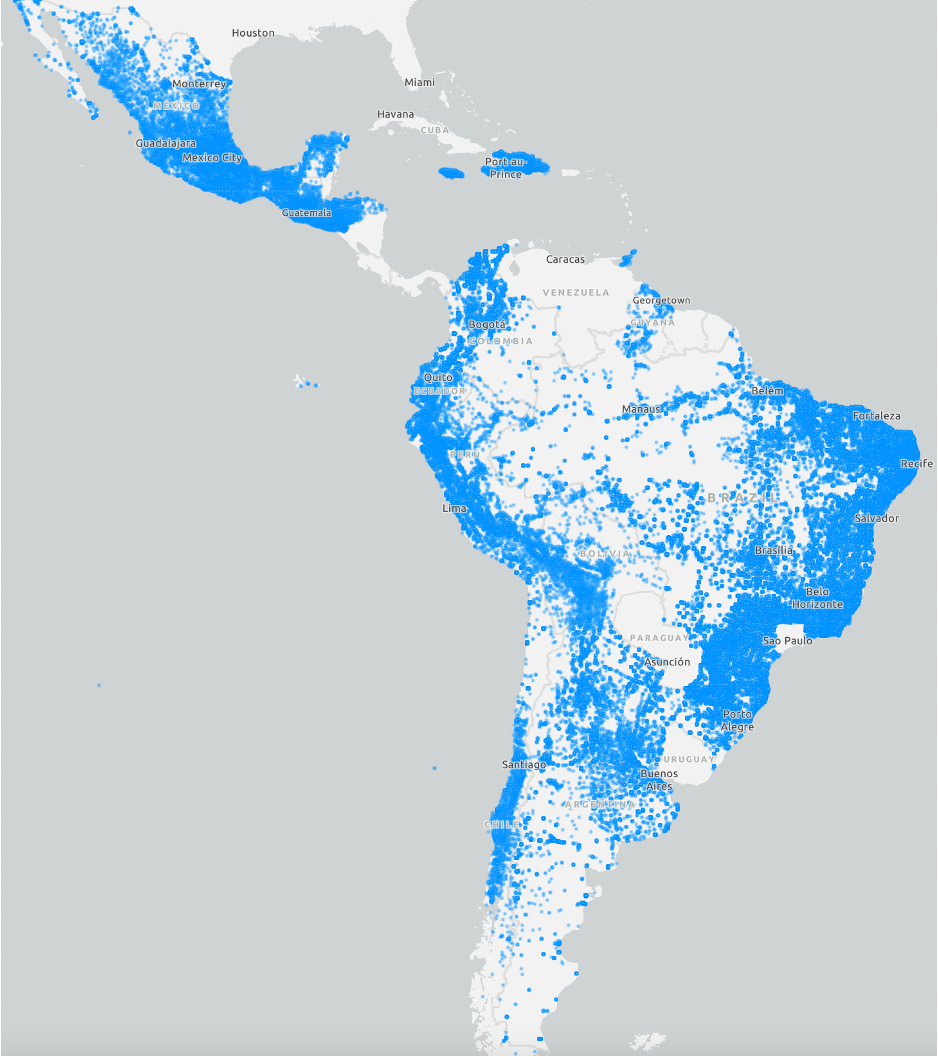 Houston
Miami
Monterrey
MÉXICO
Havana
CUBA
Guadalajara
Mexico City
Port-au-
Prince
Guatemala
Caracas
VENEZUELA
Georgetown
GUYANA
Bogotá
COLOMBIA
Quito
ECUADOR
Belém
Manaus
Fortaleza
PERU
Recife
BRAZIL
Lima
Salvador
BOLIVIA
Brasília
Belo
Horizonte
PARAGUAY
Sao Paulo
Asunción
Porto
Alegre
URUGUAY
Santiago
Buenos
Aires
ARGENTINA
CHILE